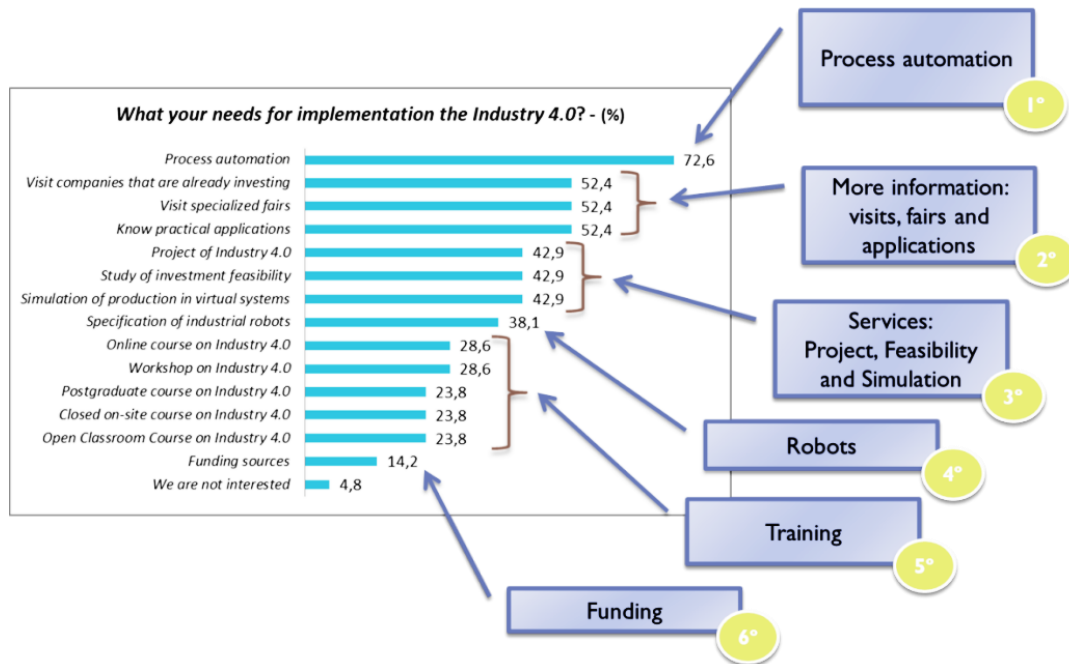 What your needs for implementation the Industry 4.0? - (%)
Process automation 72,6
Visit companies that are already investing 52,4
Visit specialized fairs 52,4
Know practical applications 52,4
Project of Industry 4.0 42,9
Study of investment feasibility 42,9
Simulation of production in virtual systems 42,9
Specification of industrial robots 38,1
Online course on Industry 4.0 28,6
Workshop on Industry 4.0 28,6
Postgraduate course on Industry 4.0 23,8
Closed on-site course on Industry 4.0 23,8
Open Classroom Course on Industry 4.0 23,8
Funding sources 14,2
We are not interested 4,8
Process automation
1º
More information:
visits, fairs and
applications
2º
Services:
Project, Feasibility
and Simulation
3º
Robots
4º
Training
5º
Funding
6º